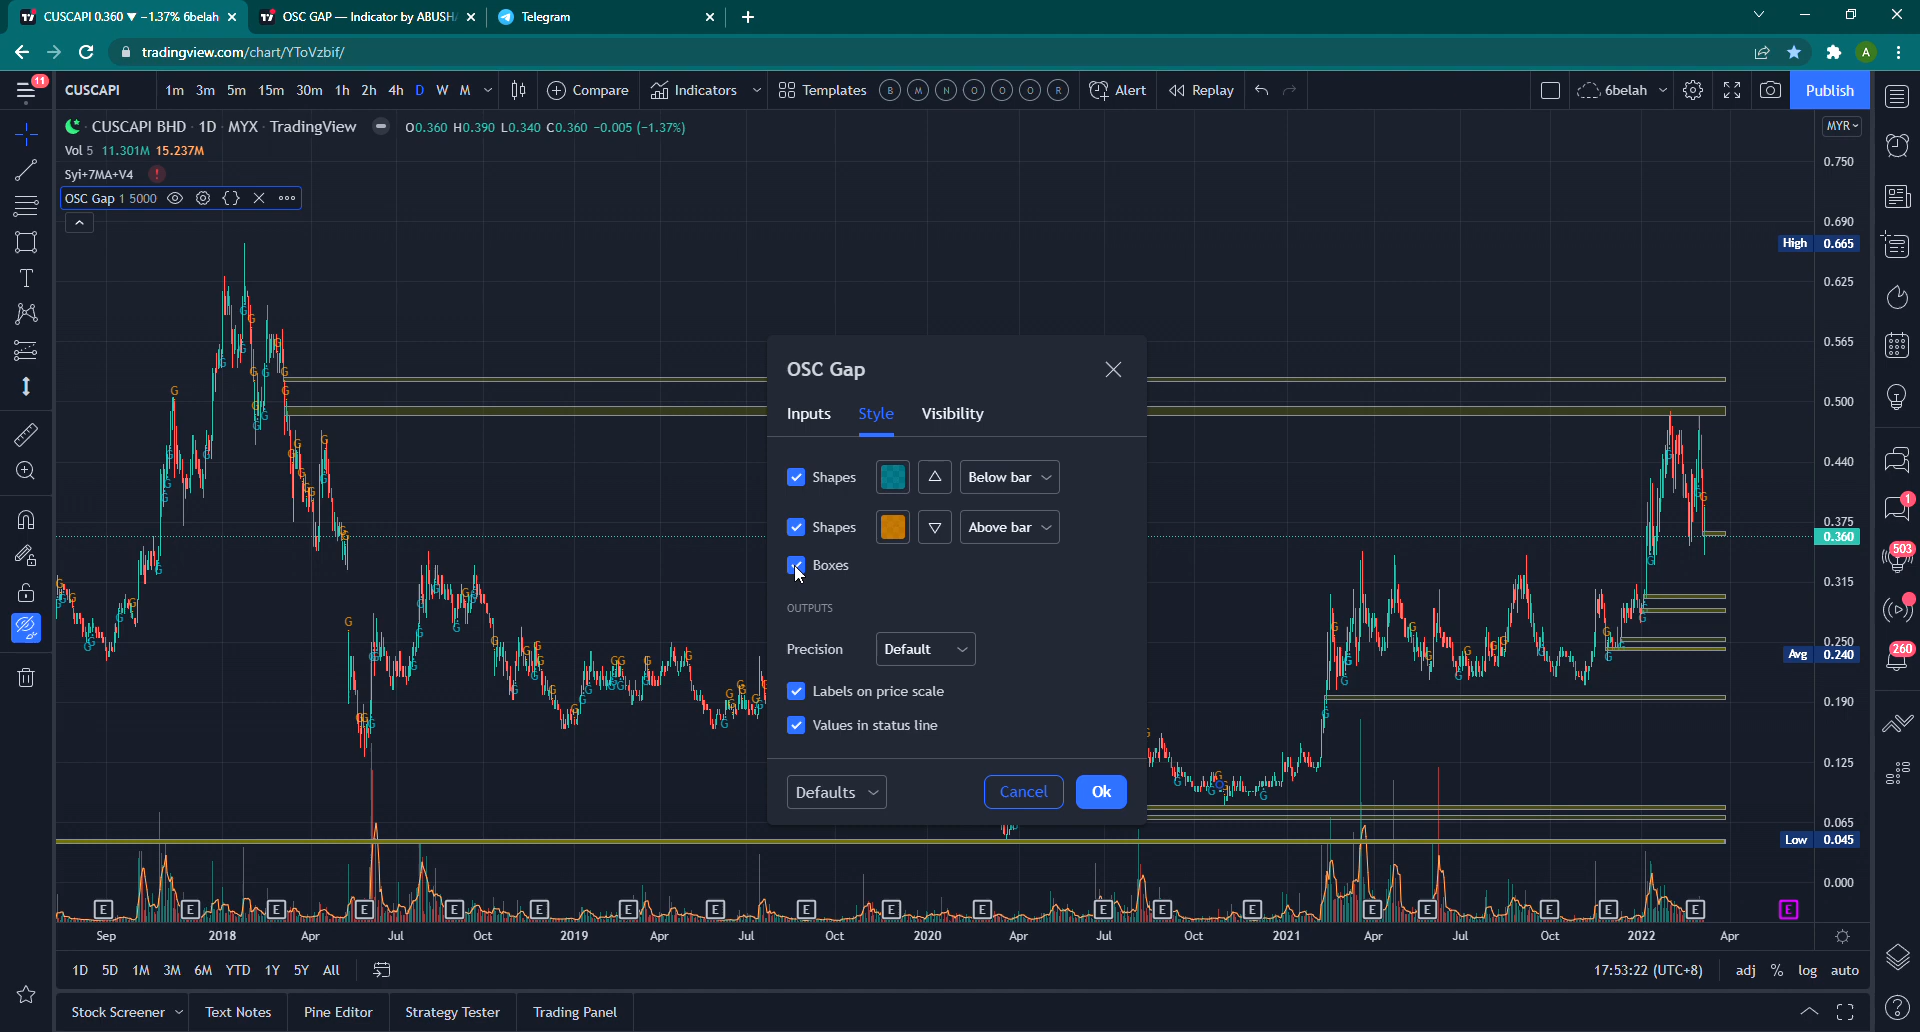 CUSCAPI 0.360 ▼ −1.37% 6belah
OSC GAP — Indicator by ABUSH
Telegram
tradingview.com/chart/YToVzbif/
A
11
CUSCAPI
1m 3m 5m 15m 30m 1h 2h 4h D W M
Compare
Indicators
Templates
B M N O O O R
Alert
Replay
6belah
Publish
CUSCAPI BHD · 1D · MYX · TradingView
O0.360 H0.390 L0.340 C0.360 −0.005 (−1.37%)
MYR
Vol 5 11.301M 15.237M
Syi+7MA+V4
OSC Gap 1 5000
0.750
0.690
High 0.665
0.625
0.565
0.500
0.440
0.375
0.360
0.315
0.250
Avg 0.240
0.190
0.125
0.065
Low 0.045
0.000
OSC Gap
Inputs
Style
Visibility
Shapes
Below bar
Shapes
Above bar
Boxes
OUTPUTS
Precision
Default
Labels on price scale
Values in status line
Defaults
Cancel
Ok
1
503
260
E E E E E E E E E E E E E E E E E E E E
Sep 2018 Apr Jul Oct 2019 Apr Jul Oct 2020 Apr Jul Oct 2021 Apr Jul Oct 2022 Apr
1D 5D 1M 3M 6M YTD 1Y 5Y All
17:53:22 (UTC+8)
adj % log auto
Stock Screener
Text Notes
Pine Editor
Strategy Tester
Trading Panel